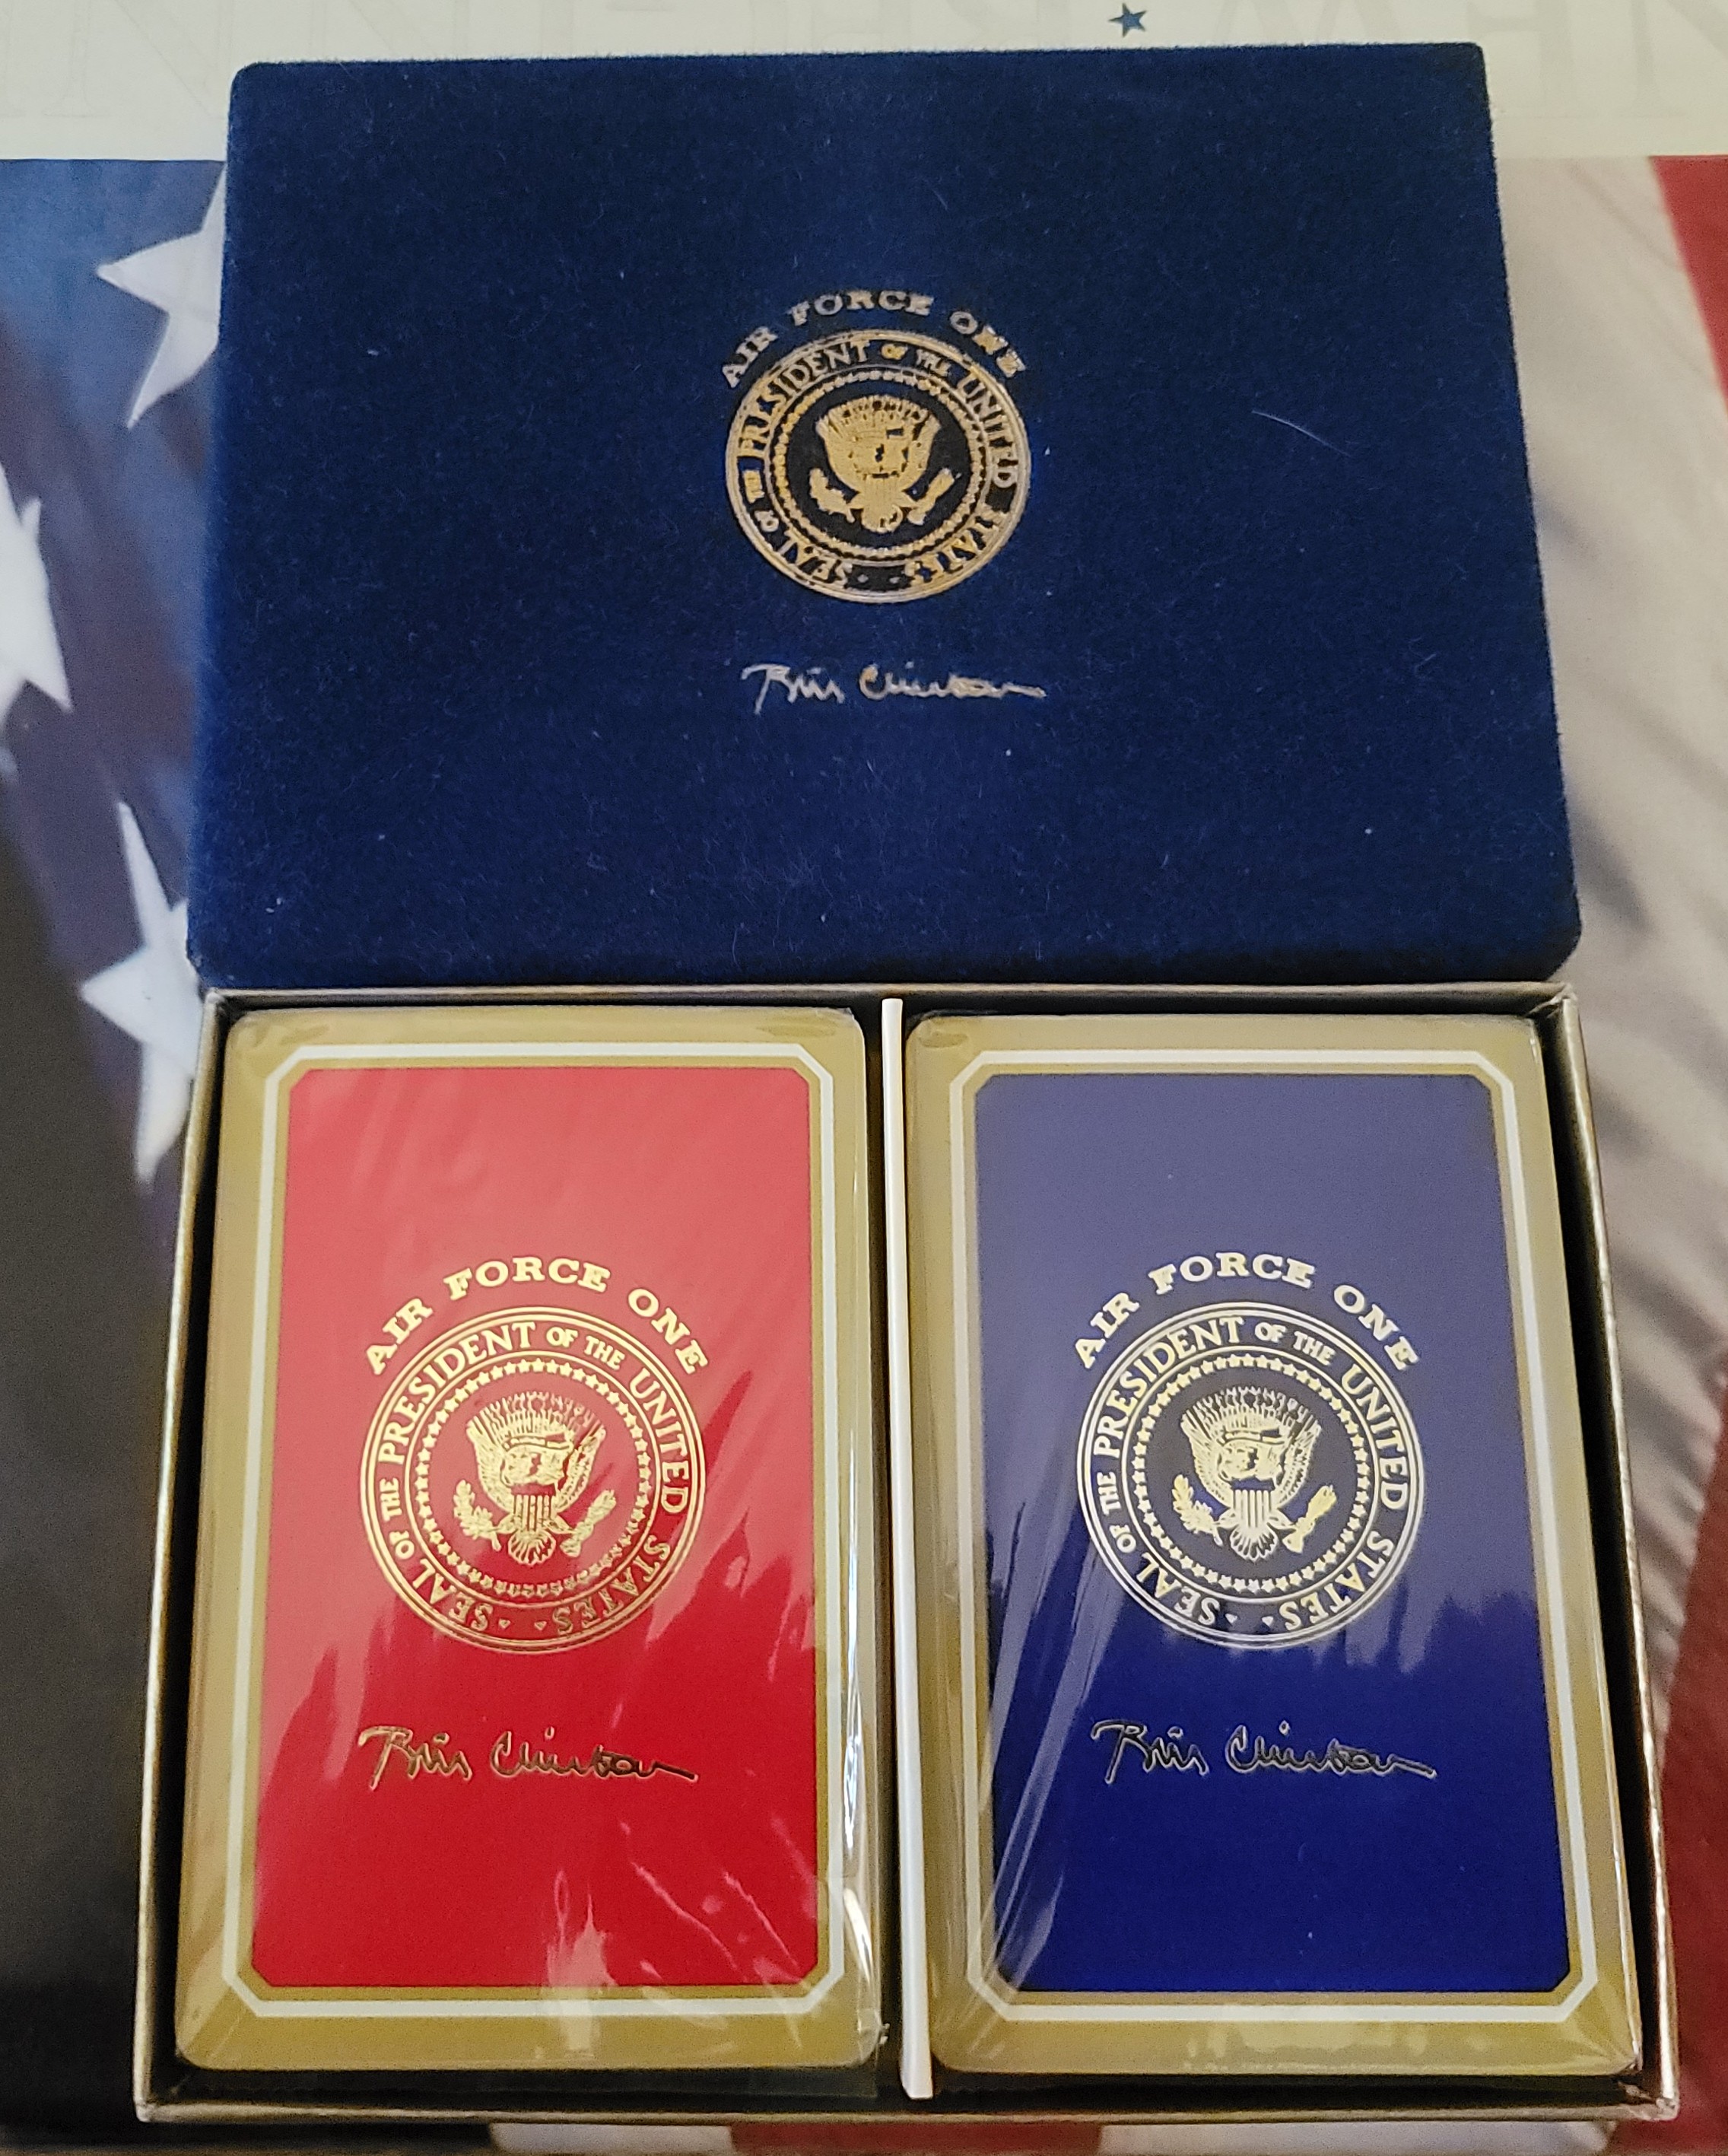 AIR FORCE ONE
SEAL OF THE PRESIDENT OF THE UNITED STATES
Bill Clinton
AIR FORCE ONE
SEAL OF THE PRESIDENT OF THE UNITED STATES
Bill Clinton
AIR FORCE ONE
SEAL OF THE PRESIDENT OF THE UNITED STATES
Bill Clinton